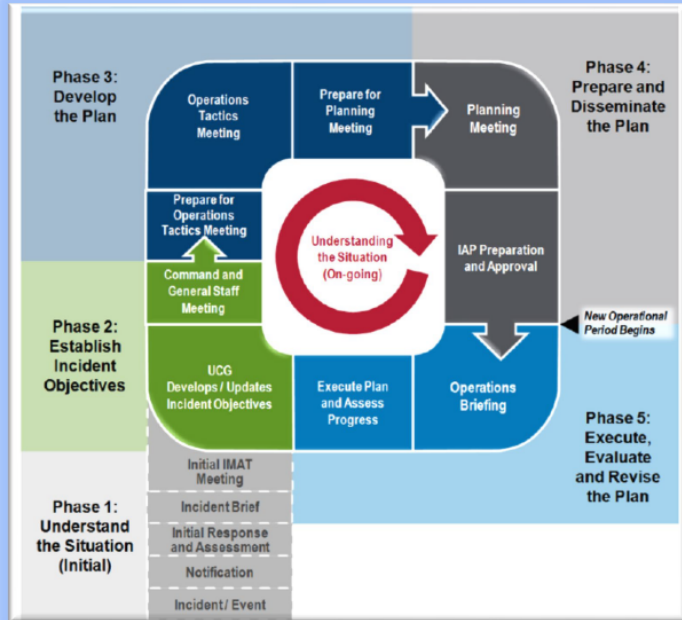 Phase 3:
Develop
the Plan
Operations
Tactics
Meeting
Prepare for
Planning
Meeting
Planning
Meeting
Phase 4:
Prepare and
Disseminate
the Plan
Prepare for
Operations
Tactics Meeting
Understanding
the Situation
(On-going)
IAP Preparation
and Approval
Command and
General Staff
Meeting
New Operational
Period Begins
Phase 2:
Establish
Incident
Objectives
UCG
Develops / Updates
Incident Objectives
Execute Plan
and Assess
Progress
Operations
Briefing
Phase 5:
Execute,
Evaluate
and Revise
the Plan
Phase 1:
Understand
the Situation
(Initial)
Initial IMAT
Meeting
Incident Brief
Initial Response
and Assessment
Notification
Incident / Event